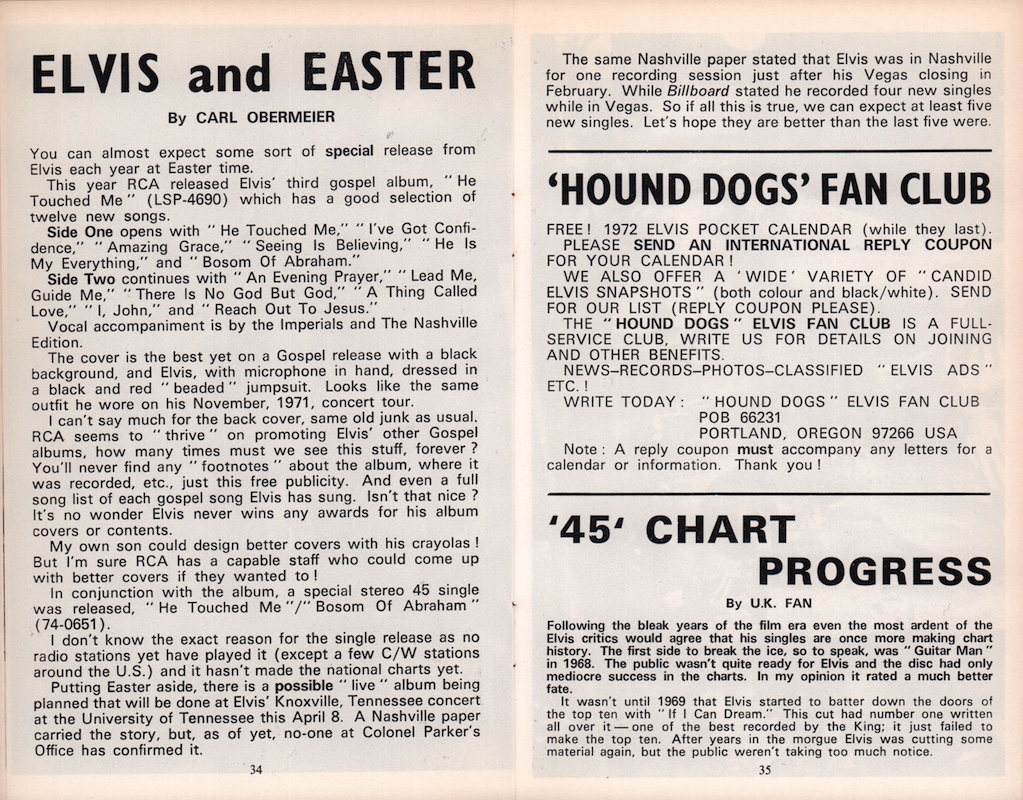 ELVIS and EASTER
By CARL OBERMEIER
You can almost expect some sort of special release from
Elvis each year at Easter time.
This year RCA released Elvis' third gospel album, "He
Touched Me" (LSP-4690) which has a good selection of
twelve new songs.
Side One opens with "He Touched Me," "I've Got Confi-
dence," "Amazing Grace," "Seeing Is Believing," "He Is
My Everything," and "Bosom Of Abraham."
Side Two continues with "An Evening Prayer," "Lead Me,
Guide Me," "There Is No God But God," "A Thing Called
Love," "I, John," and "Reach Out To Jesus."
Vocal accompaniment is by the Imperials and The Nashville
Edition.
The cover is the best yet on a Gospel release with a black
background, and Elvis, with microphone in hand, dressed in
a black and red "beaded" jumpsuit. Looks like the same
outfit he wore on his November, 1971, concert tour.
I can't say much for the back cover, same old junk as usual.
RCA seems to "thrive" on promoting Elvis' other Gospel
albums, how many times must we see this stuff, forever?
You'll never find any "footnotes" about the album, where it
was recorded, etc., just this free publicity. And even a full
song list of each gospel song Elvis has sung. Isn't that nice?
It's no wonder Elvis never wins any awards for his album
covers or contents.
My own son could design better covers with his crayolas!
But I'm sure RCA has a capable staff who could come up
with better covers if they wanted to!
In conjunction with the album, a special stereo 45 single
was released, "He Touched Me"/"Bosom Of Abraham"
(74-0651).
I don't know the exact reason for the single release as no
radio stations yet have played it (except a few C/W stations
around the U.S.) and it hasn't made the national charts yet.
Putting Easter aside, there is a possible "live" album being
planned that will be done at Elvis' Knoxville, Tennessee concert
at the University of Tennessee this April 8. A Nashville paper
carried the story, but, as of yet, no-one at Colonel Parker's
Office has confirmed it.
34
The same Nashville paper stated that Elvis was in Nashville
for one recording session just after his Vegas closing in
February. While Billboard stated he recorded four new singles
while in Vegas. So if all this is true, we can expect at least five
new singles. Let's hope they are better than the last five were.
'HOUND DOGS' FAN CLUB
FREE! 1972 ELVIS POCKET CALENDAR (while they last).
PLEASE SEND AN INTERNATIONAL REPLY COUPON
FOR YOUR CALENDAR!
WE ALSO OFFER A 'WIDE' VARIETY OF "CANDID
ELVIS SNAPSHOTS" (both colour and black/white). SEND
FOR OUR LIST (REPLY COUPON PLEASE).
THE "HOUND DOGS" ELVIS FAN CLUB IS A FULL-
SERVICE CLUB, WRITE US FOR DETAILS ON JOINING
AND OTHER BENEFITS.
NEWS–RECORDS–PHOTOS–CLASSIFIED "ELVIS ADS"
ETC.!
WRITE TODAY: "HOUND DOGS" ELVIS FAN CLUB
POB 66231
PORTLAND, OREGON 97266 USA
Note: A reply coupon must accompany any letters for a
calendar or information. Thank you!
'45' CHART
PROGRESS
By U.K. FAN
Following the bleak years of the film era even the most ardent of the
Elvis critics would agree that his singles are once more making chart
history. The first side to break the ice, so to speak, was "Guitar Man"
in 1968. The public wasn't quite ready for Elvis and the disc had only
mediocre success in the charts. In my opinion it rated a much better
fate.
It wasn't until 1969 that Elvis started to batter down the doors of
the top ten with "If I Can Dream." This cut had number one written
all over it—one of the best recorded by the King; it just failed to
make the top ten. After years in the morgue Elvis was cutting some
material again, but the public weren't taking too much notice.
35